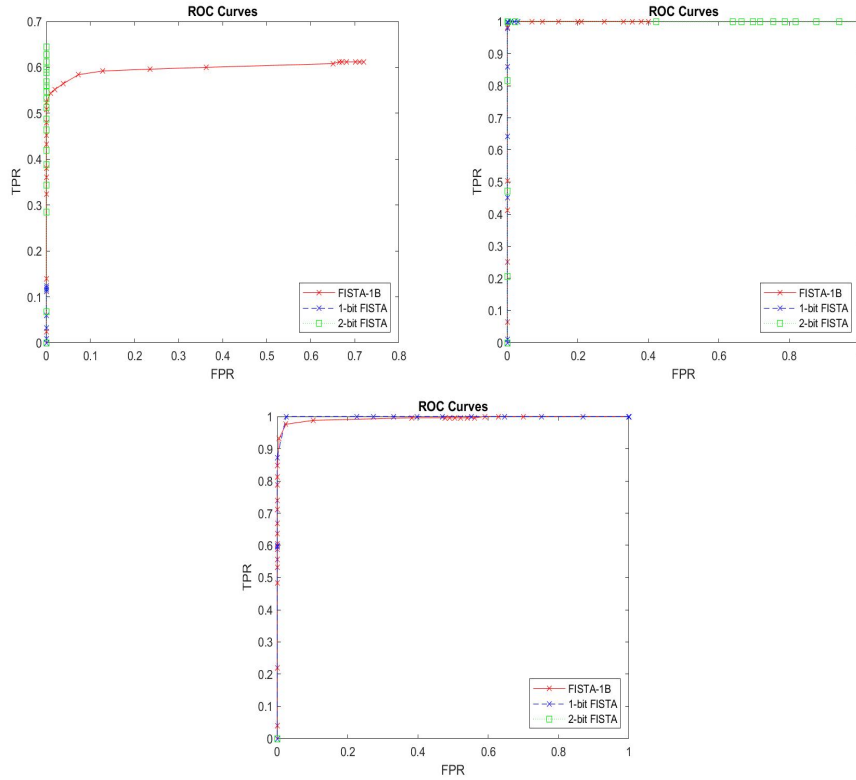 ROC Curves
0.7
0.6
0.5
0.4
0.3
0.2
0.1
0
TPR
0 0.1 0.2 0.3 0.4 0.5 0.6 0.7 0.8
FPR
FISTA-1B
1-bit FISTA
2-bit FISTA
ROC Curves
1
0.9
0.8
0.7
0.6
0.5
0.4
0.3
0.2
0.1
0
TPR
0 0.2 0.4 0.6 0.8
FPR
FISTA-1B
1-bit FISTA
2-bit FISTA
ROC Curves
1
0.9
0.8
0.7
0.6
0.5
0.4
0.3
0.2
0.1
0
TPR
0 0.2 0.4 0.6 0.8 1
FPR
FISTA-1B
1-bit FISTA
2-bit FISTA